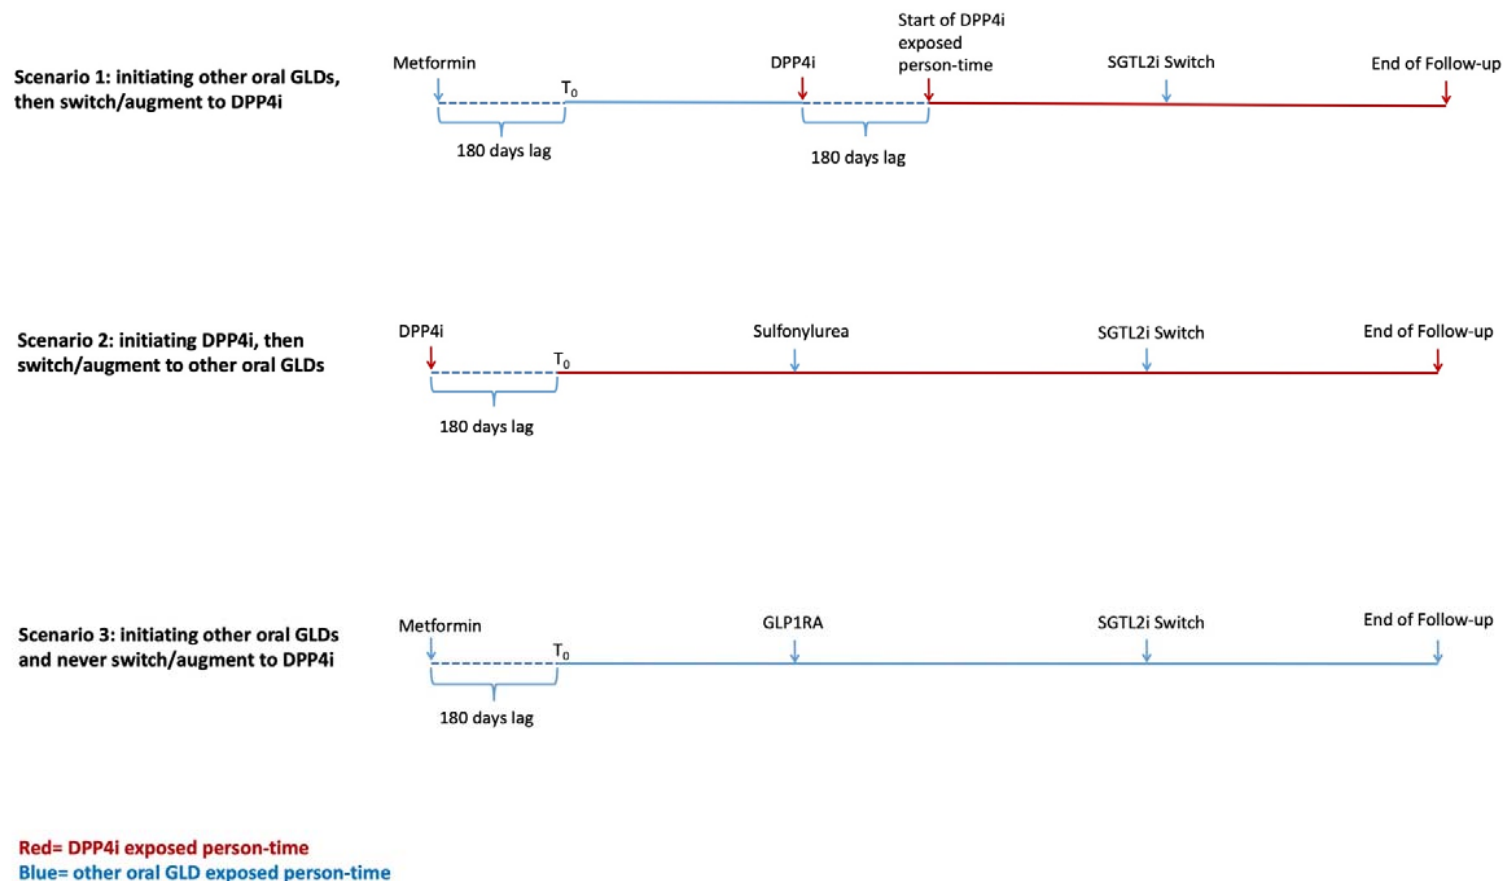 Start of DPP4i
exposed
person-time
Scenario 1: initiating other oral GLDs,
then switch/augment to DPP4i
Metformin
T0
DPP4i
SGTL2i Switch
End of Follow-up
180 days lag
180 days lag
Scenario 2: initiating DPP4i, then
switch/augment to other oral GLDs
DPP4i
T0
Sulfonylurea
SGTL2i Switch
End of Follow-up
180 days lag
Scenario 3: initiating other oral GLDs
and never switch/augment to DPP4i
Metformin
T0
GLP1RA
SGTL2i Switch
End of Follow-up
180 days lag
Red= DPP4i exposed person-time
Blue= other oral GLD exposed person-time